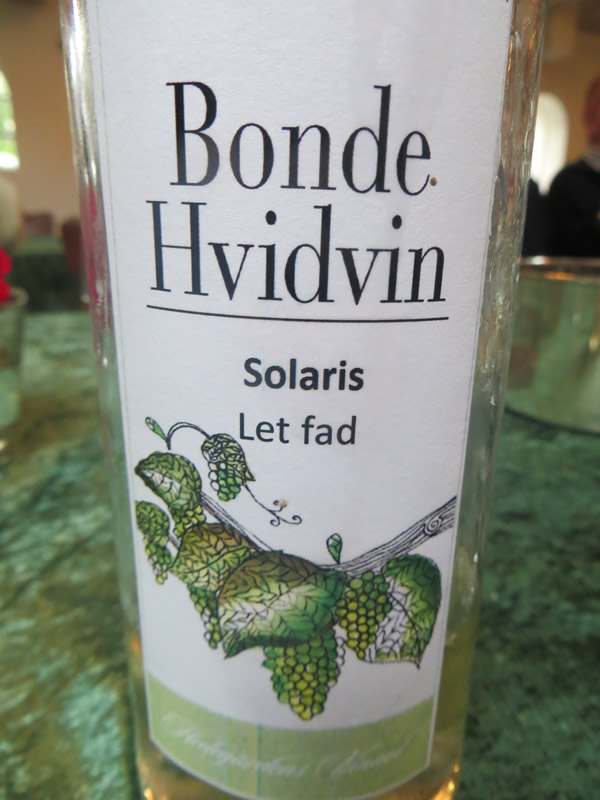 Bonde
Hvidvin
Solaris
Let fad